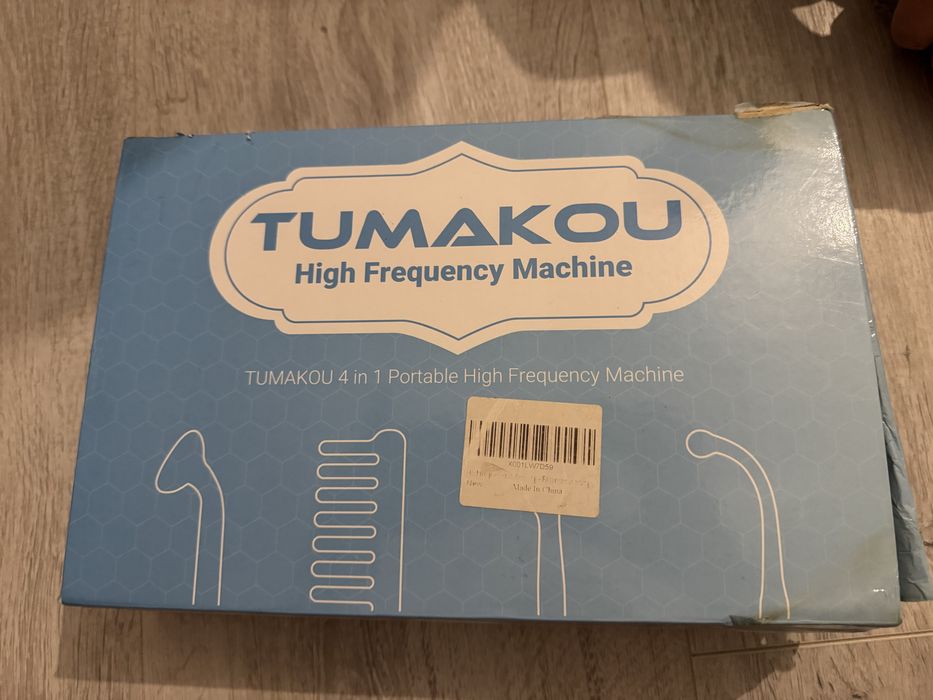 TUMAKOU
High Frequency Machine
TUMAKOU 4 in 1 Portable High Frequency Machine
X001LW7D59
New
Made In China